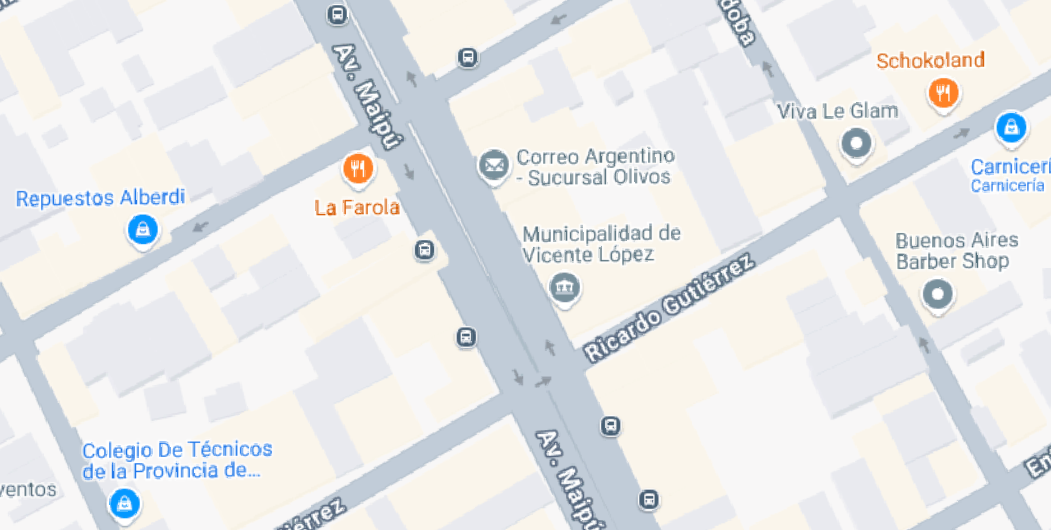 doba
Av. Maipú
Schokoland
Viva Le Glam
Correo Argentino
- Sucursal Olivos
Carnicerí
Carnicería
Repuestos Alberdi
La Farola
Municipalidad de
Vicente López
Buenos Aires
Barber Shop
Ricardo Gutiérrez
Colegio De Técnicos
de la Provincia de...
ventos
Av. Maipú
iérrez
En